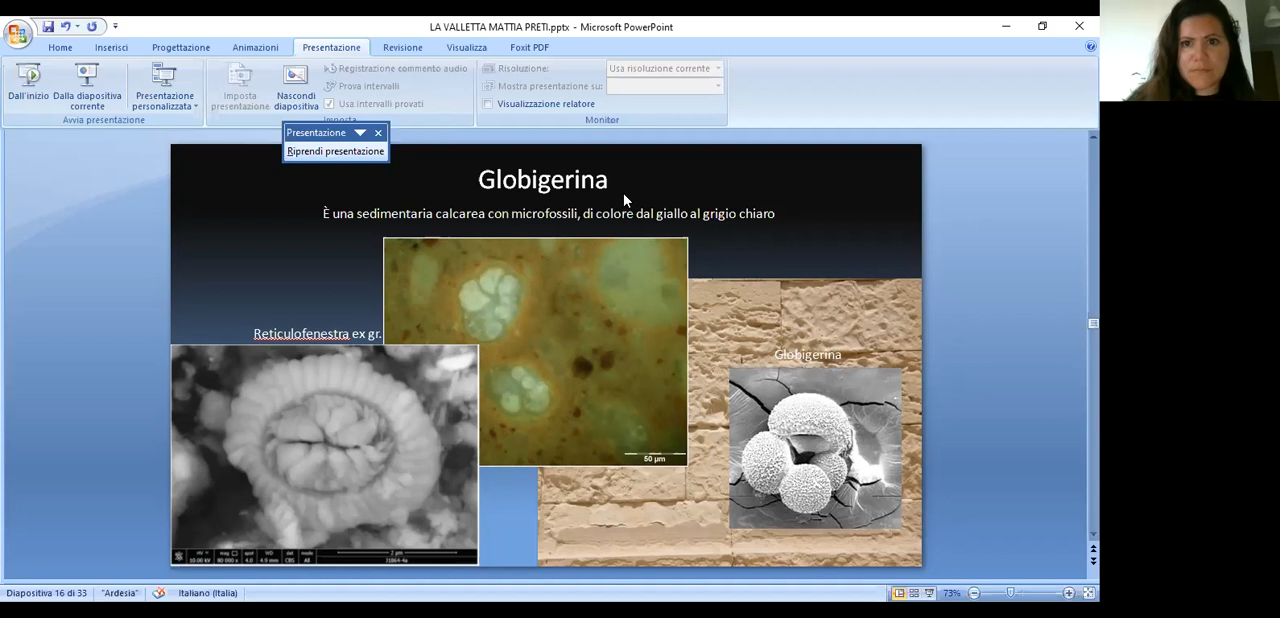 LA VALLETTA MATTIA PRETI.pptx - Microsoft PowerPoint
Home Inserisci Progettazione Animazioni Presentazione Revisione Visualizza Foxit PDF
Dall'inizio
Dalla diapositiva
corrente
Presentazione
personalizzata
Avvia presentazione
Imposta
presentazione
Nascondi
diapositiva
Registrazione commento audio
Prova intervalli
Usa intervalli provati
Imposta
Risoluzione: Usa risoluzione corrente
Mostra presentazione su:
Visualizzazione relatore
Monitor
Presentazione
Riprendi presentazione
Globigerina
È una sedimentaria calcarea con microfossili, di colore dal giallo al grigio chiaro
Reticulofenestra ex gr.
50 µm
Globigerina
Diapositiva 16 di 33 "Ardesia" Italiano (Italia) 73%